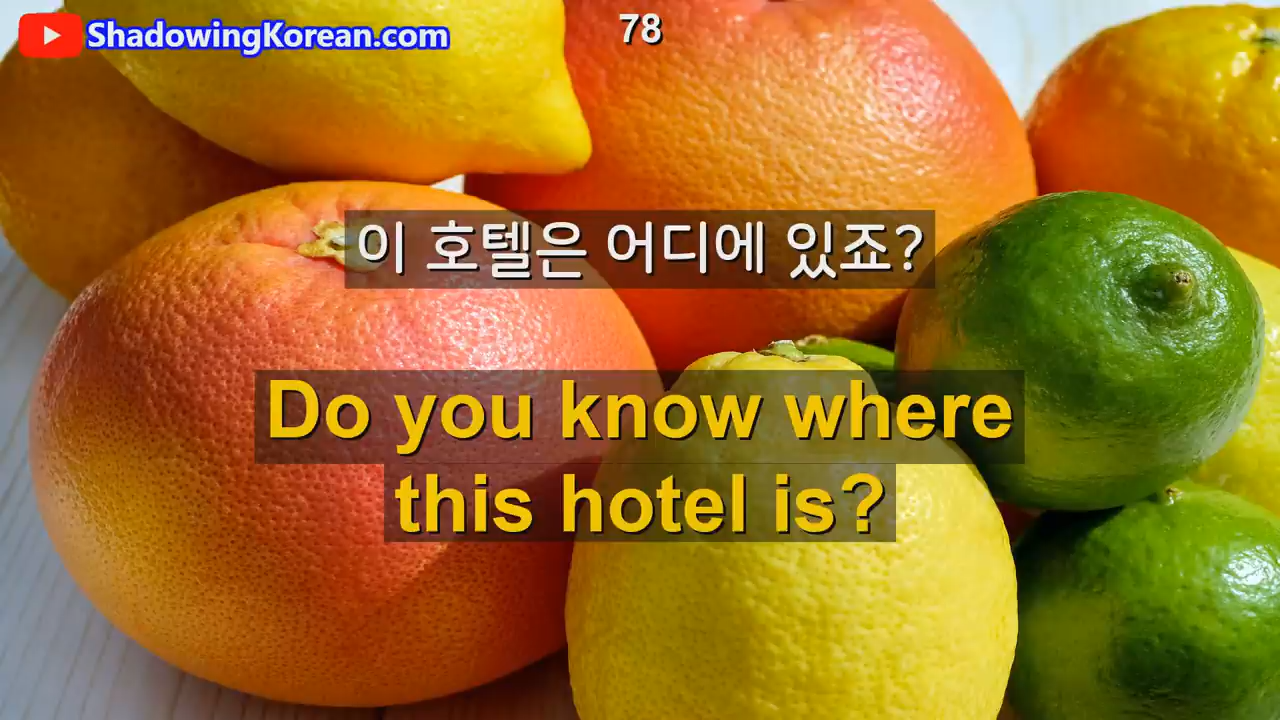 ShadowingKorean.com
78
이 호텔은 어디에 있죠?
Do you know where
this hotel is?